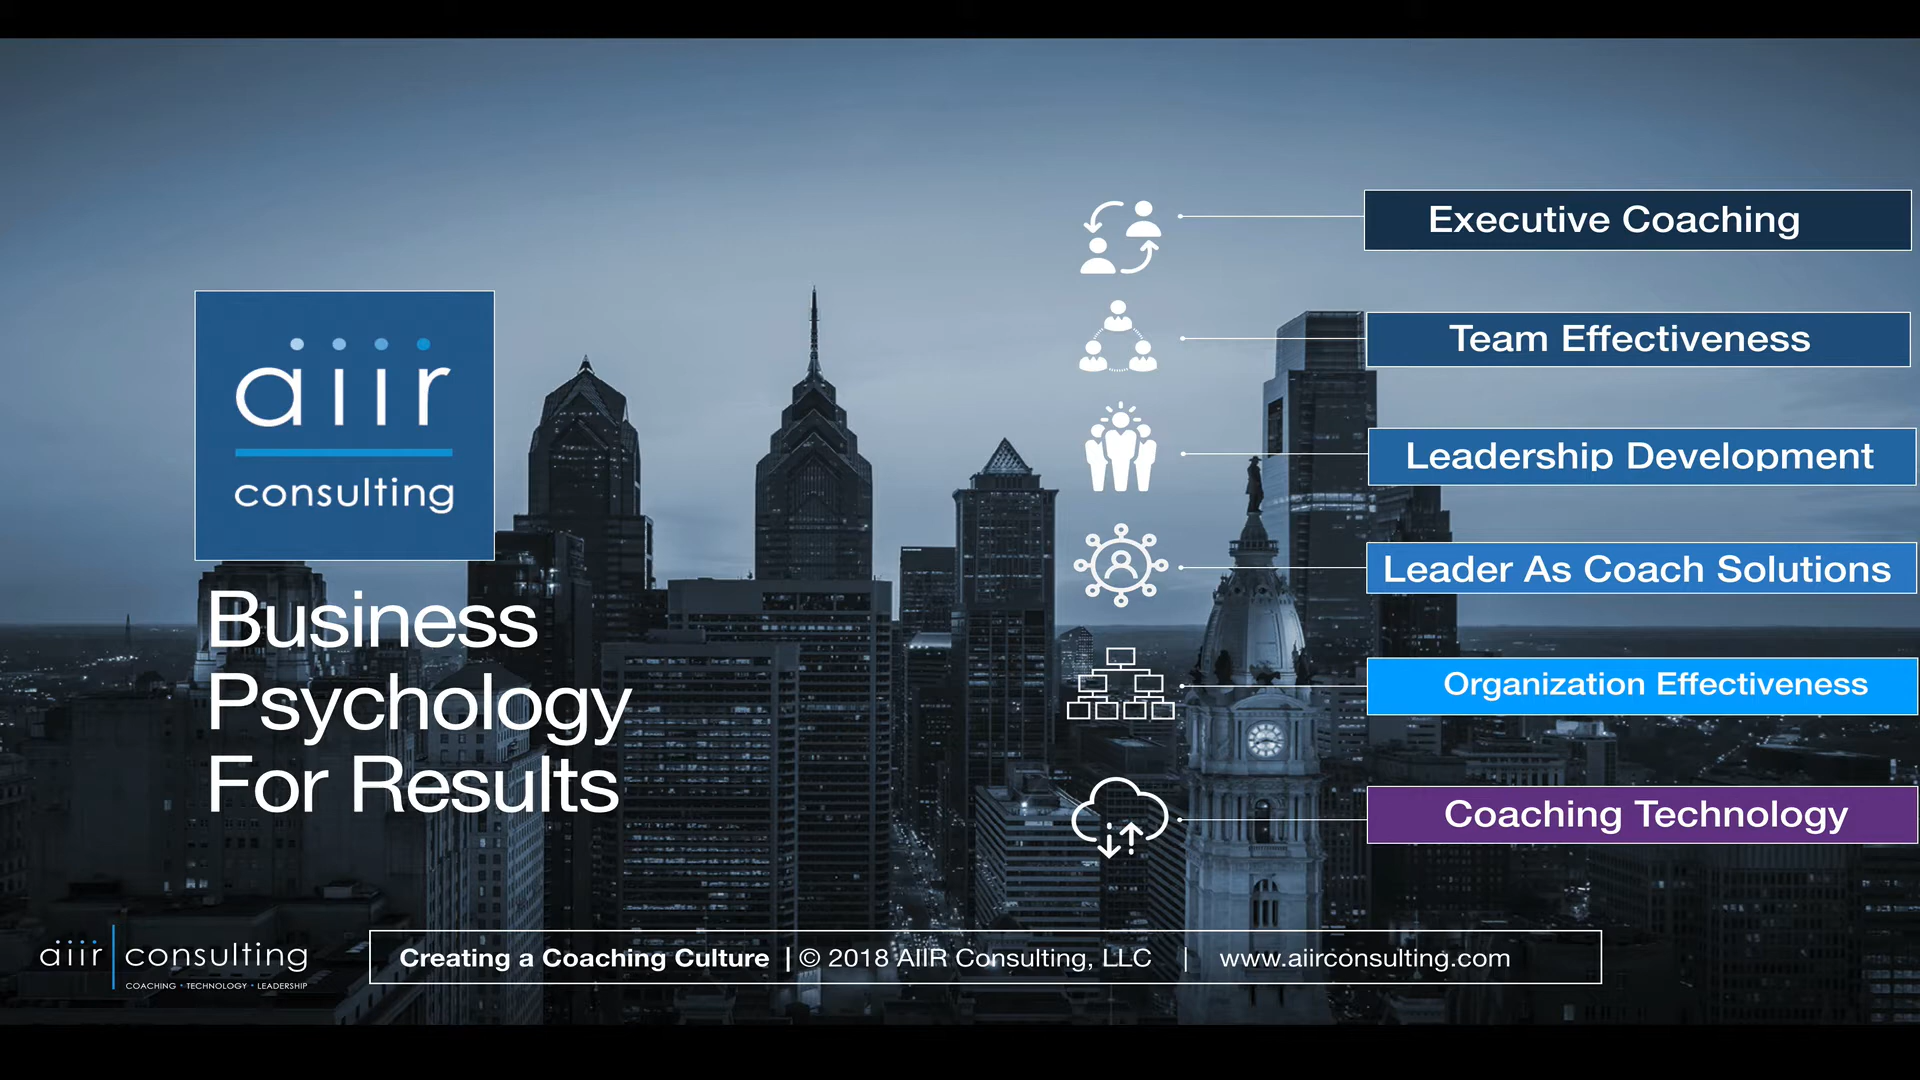 aiir
consulting
Business
Psychology
For Results
Executive Coaching
Team Effectiveness
Leadership Development
Leader As Coach Solutions
Organization Effectiveness
Coaching Technology
aiir consulting
COACHING · TECHNOLOGY · LEADERSHIP
Creating a Coaching Culture | © 2018 AIIR Consulting, LLC | www.aiirconsulting.com